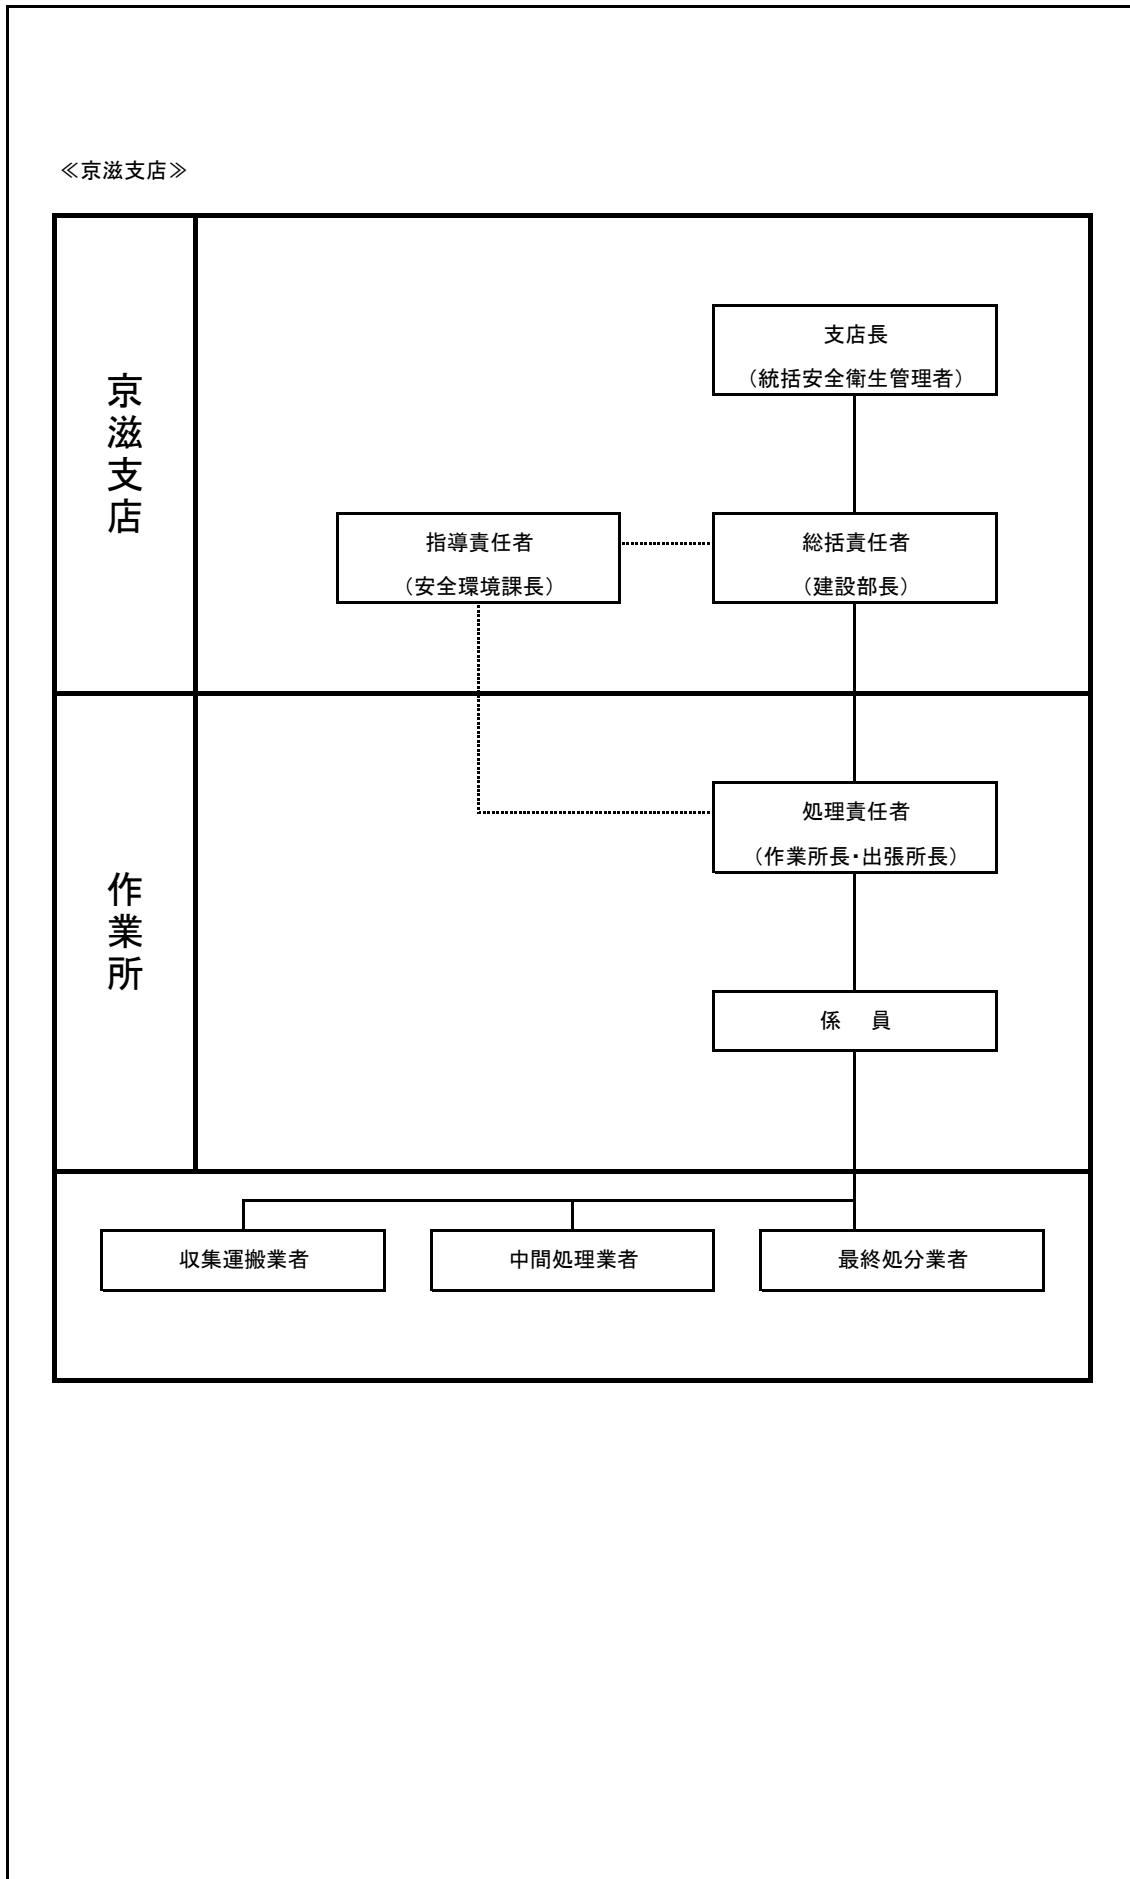 ≪京滋支店≫
京滋支店
支店長
（統括安全衛生管理者）
指導責任者
（安全環境課長）
総括責任者
（建設部長）
作業所
処理責任者
（作業所長・出張所長）
係　員
収集運搬業者
中間処理業者
最終処分業者